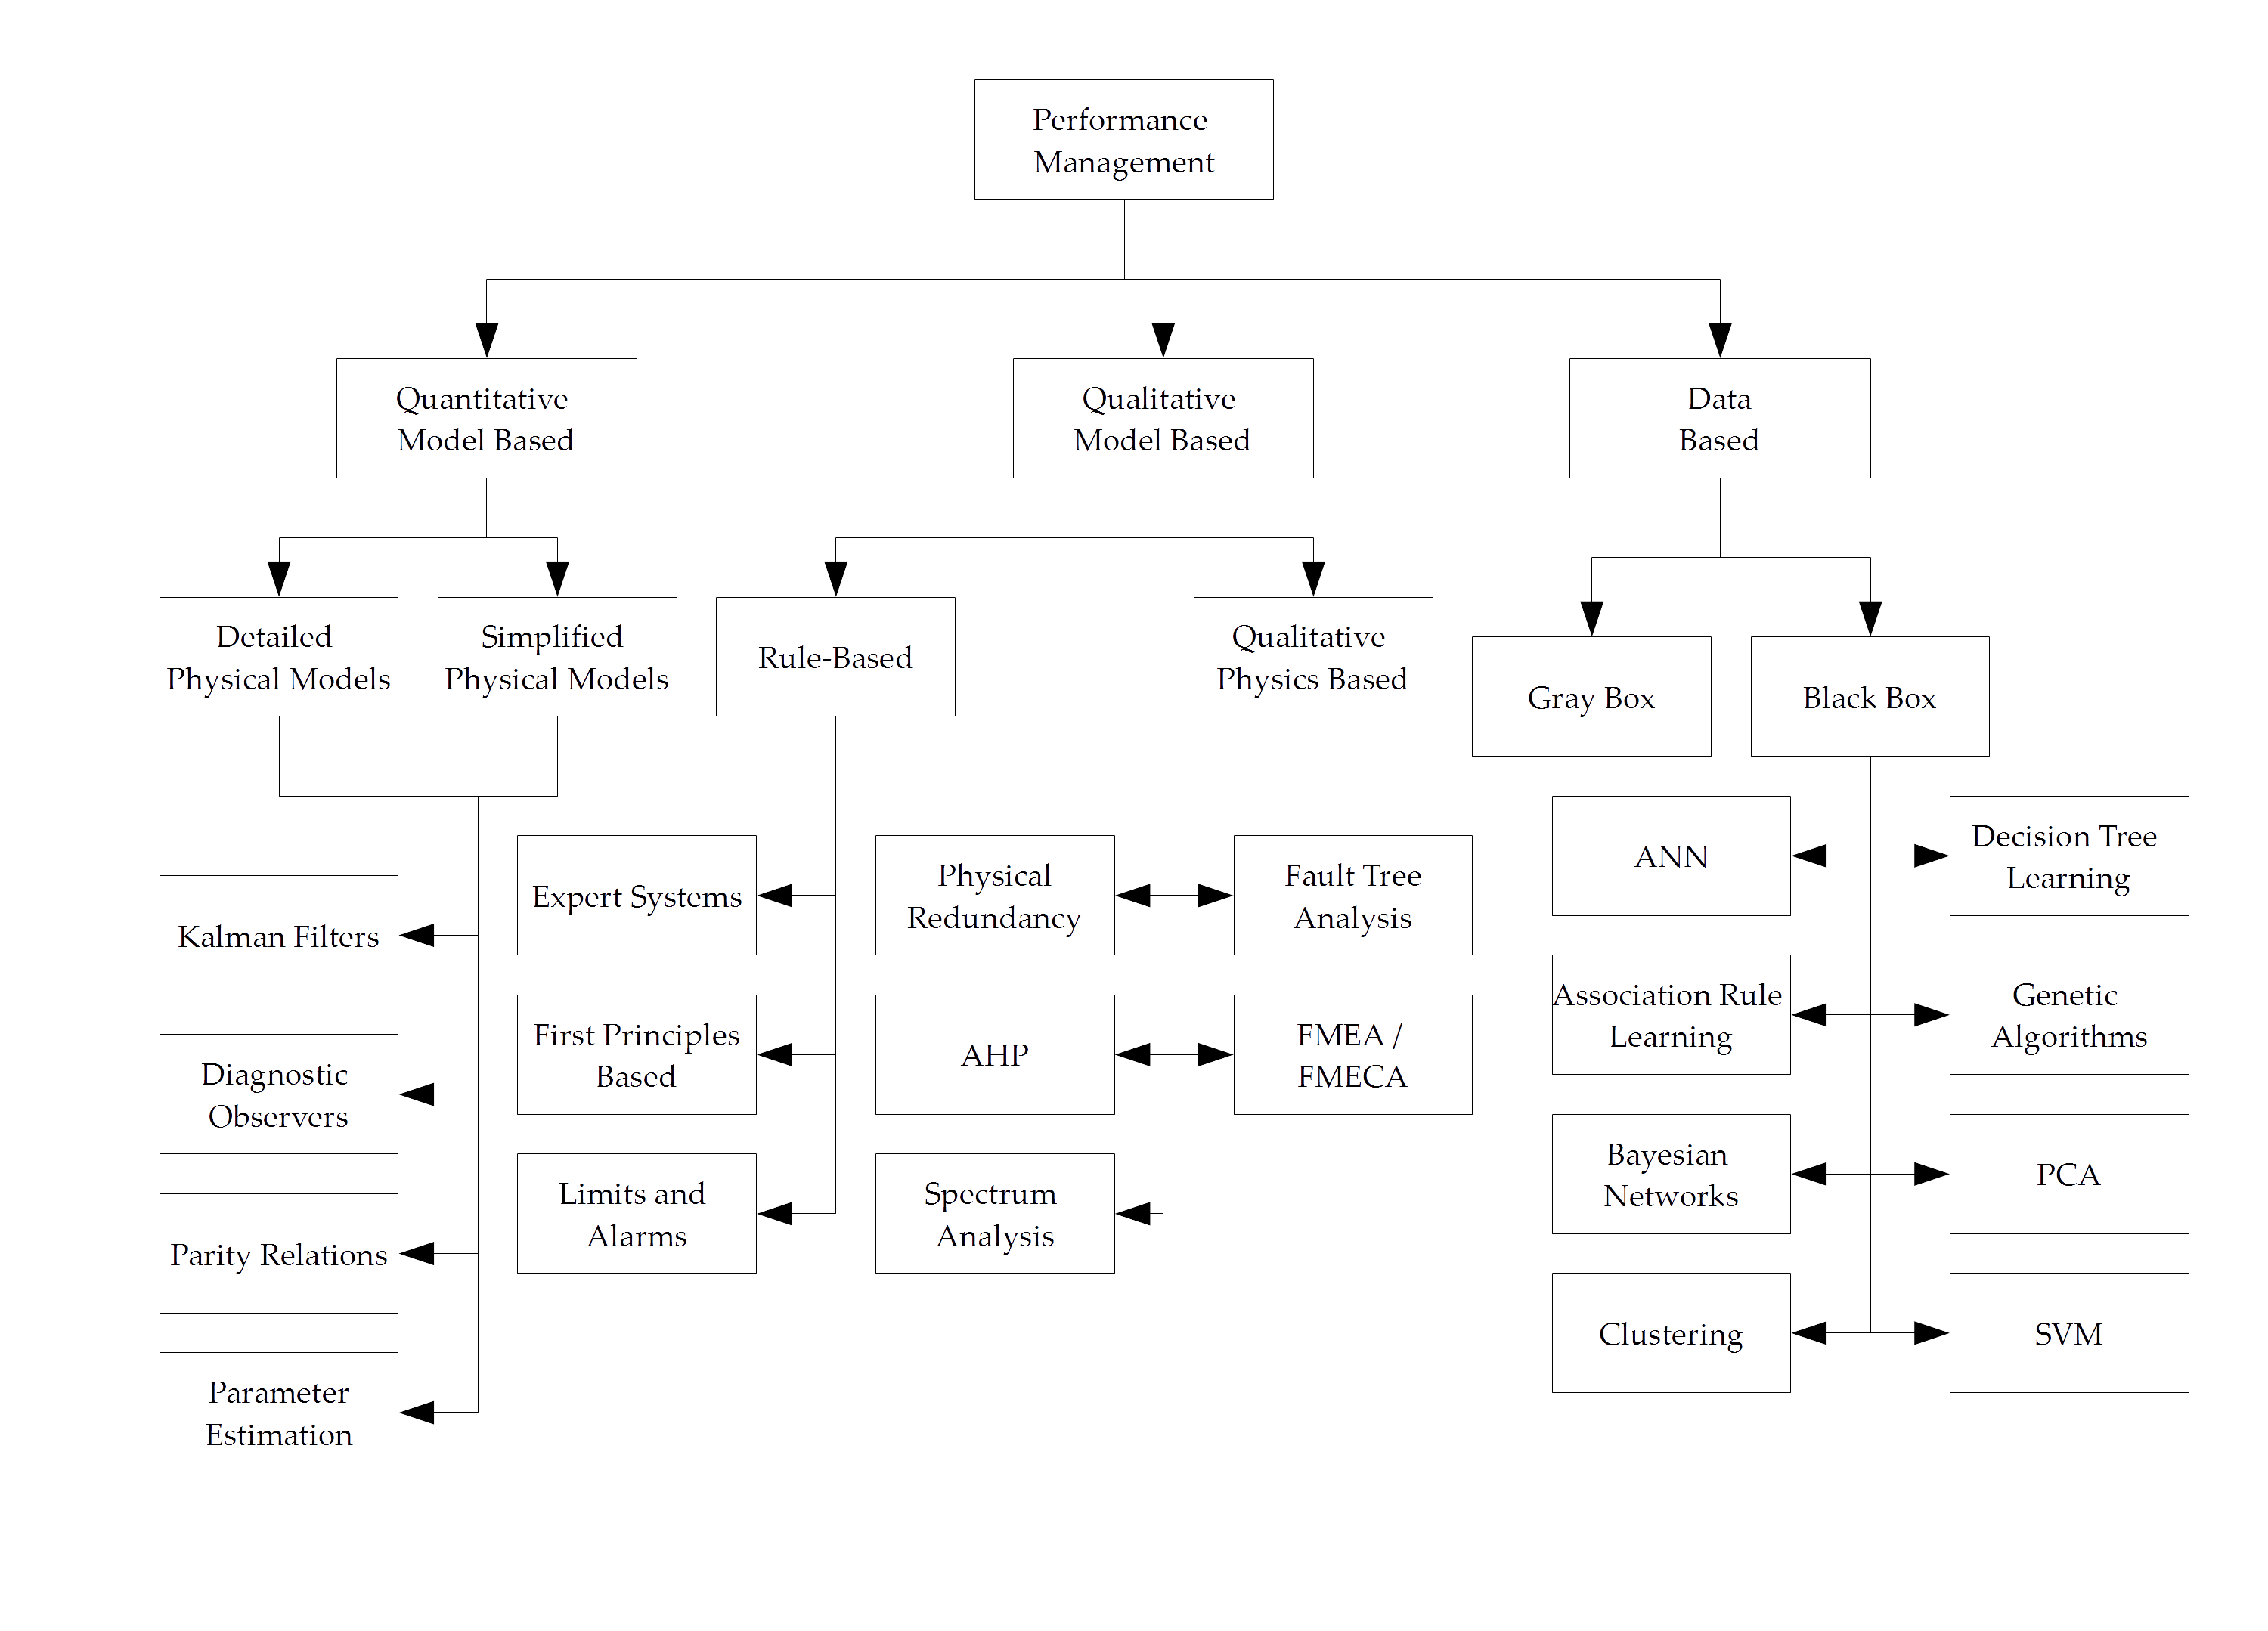 Performance
Management
Quantitative
Model Based
Qualitative
Model Based
Data
Based
Detailed
Physical Models
Simplified
Physical Models
Rule-Based
Qualitative
Physics Based
Gray Box
Black Box
Kalman Filters
Diagnostic
Observers
Parity Relations
Parameter
Estimation
Expert Systems
First Principles
Based
Limits and
Alarms
Physical
Redundancy
AHP
Spectrum
Analysis
Fault Tree
Analysis
FMEA /
FMECA
ANN
Association Rule
Learning
Bayesian
Networks
Clustering
Decision Tree
Learning
Genetic
Algorithms
PCA
SVM